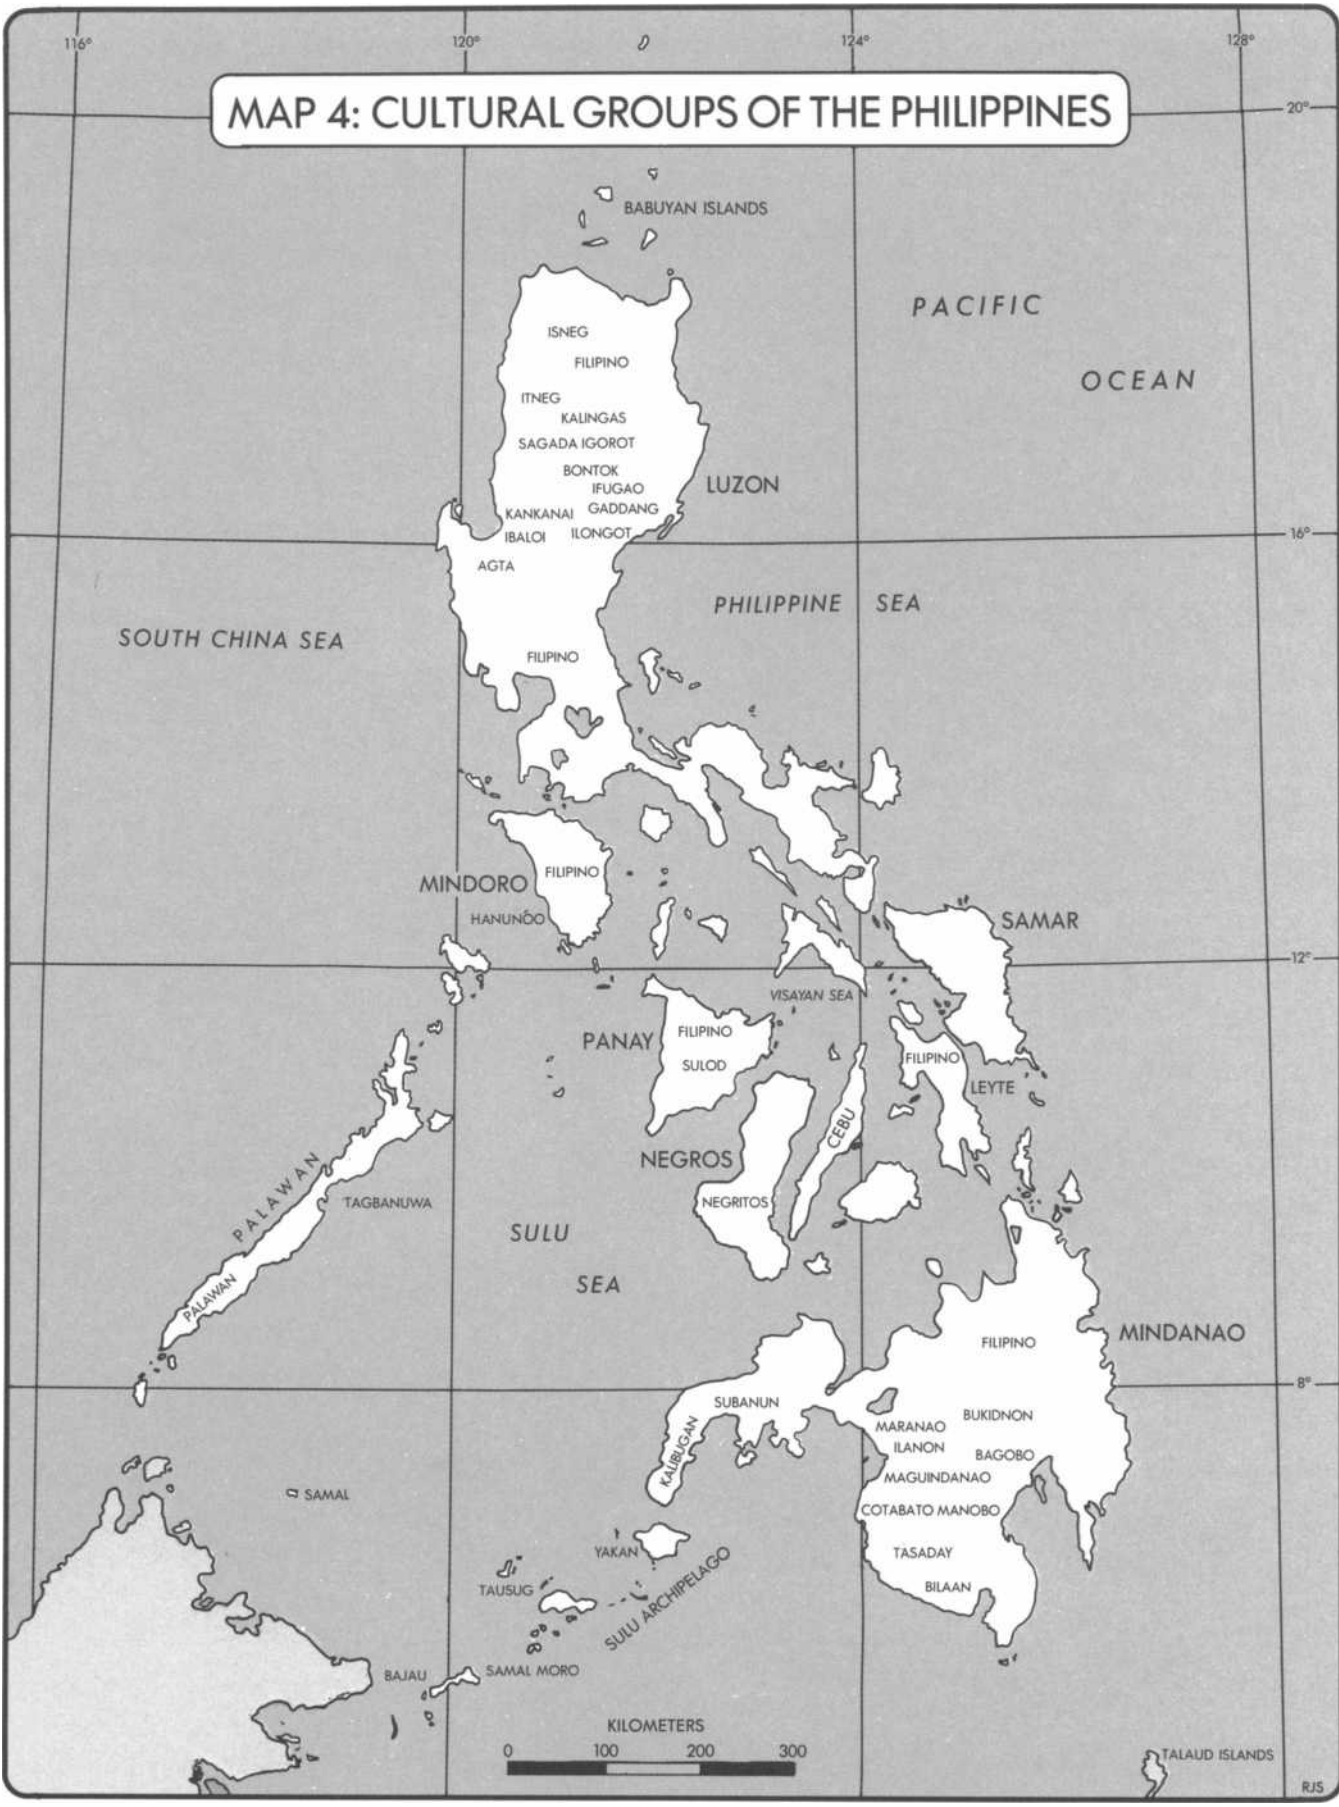 116°
120°
124°
128°
MAP 4: CULTURAL GROUPS OF THE PHILIPPINES
20°
BABUYAN ISLANDS
PACIFIC
OCEAN
ISNEG
FILIPINO
ITNEG
KALINGAS
SAGADA IGOROT
BONTOK
IFUGAO
LUZON
GADDANG
KANKANAI
ILONGOT
IBALOI
16°
AGTA
PHILIPPINE SEA
SOUTH CHINA SEA
FILIPINO
FILIPINO
MINDORO
HANUNÓO
SAMAR
12°
VISAYAN SEA
PANAY
FILIPINO
SULOD
FILIPINO
LEYTE
CEBU
NEGROS
NEGRITOS
PALAWAN
TAGBANUWA
SULU
SEA
PALAWAN
MINDANAO
FILIPINO
8°
SUBANUN
KALIBUGAN
BUKIDNON
MARANAO
ILANON
BAGOBO
MAGUINDANAO
SAMAL
COTABATO MANOBO
YAKAN
TASADAY
TAUSUG
BILAAN
SULU ARCHIPELAGO
BAJAU
SAMAL MORO
KILOMETERS
0 100 200 300
TALAUD ISLANDS
RJS